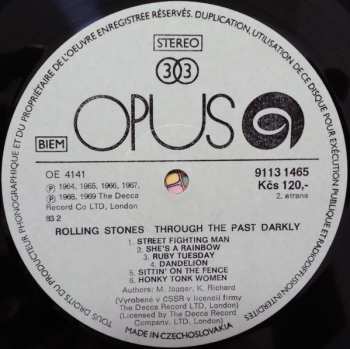 TOUS DROITS DU PRODUCTEUR PHONOGRAPHIQUE ET DU PROPRIÉTAIRE DE L'OEUVRE ENREGISTRÉE RÉSERVÉS. DUPLICATION, UTILISATION DE CE DISQUE POUR EXÉCUTION PUBLIQUE ET RADIODIFFUSION INTERDITES
STEREO
33
OPUS
BIEM
OE 4141
℗ 1964, 1965, 1966, 1967,
1968, 1969 The Decca
Record Co LTD, London
83 2
9113 1465
Kčs 120,-
2. strana
ROLLING STONES THROUGH THE PAST DARKLY
1. STREET FIGHTING MAN
2. SHE'S A RAINBOW
3. RUBY TUESDAY
4. DANDELION
5. SITTIN' ON THE FENCE
6. HONKY TONK WOMEN
Authors: M. Jagger, K. Richard
(Vyrobené v ČSSR v licencii firmy
The Decca Record LTD, London)
(Licensed by The Decca Record
Company, LTD, London)
MADE IN CZECHOSLOVAKIA